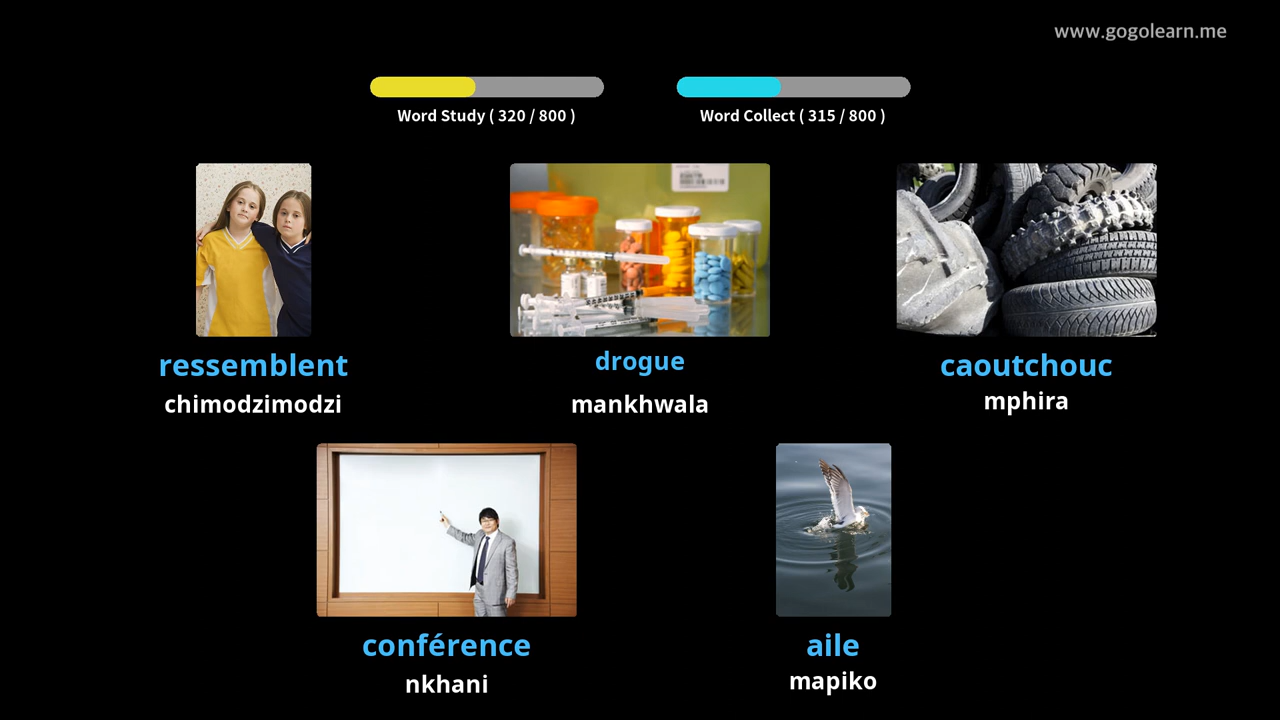 www.gogolearn.me
Word Study ( 320 / 800 )
Word Collect ( 315 / 800 )
ressemblent
chimodzimodzi
drogue
mankhwala
caoutchouc
mphira
conférence
nkhani
aile
mapiko